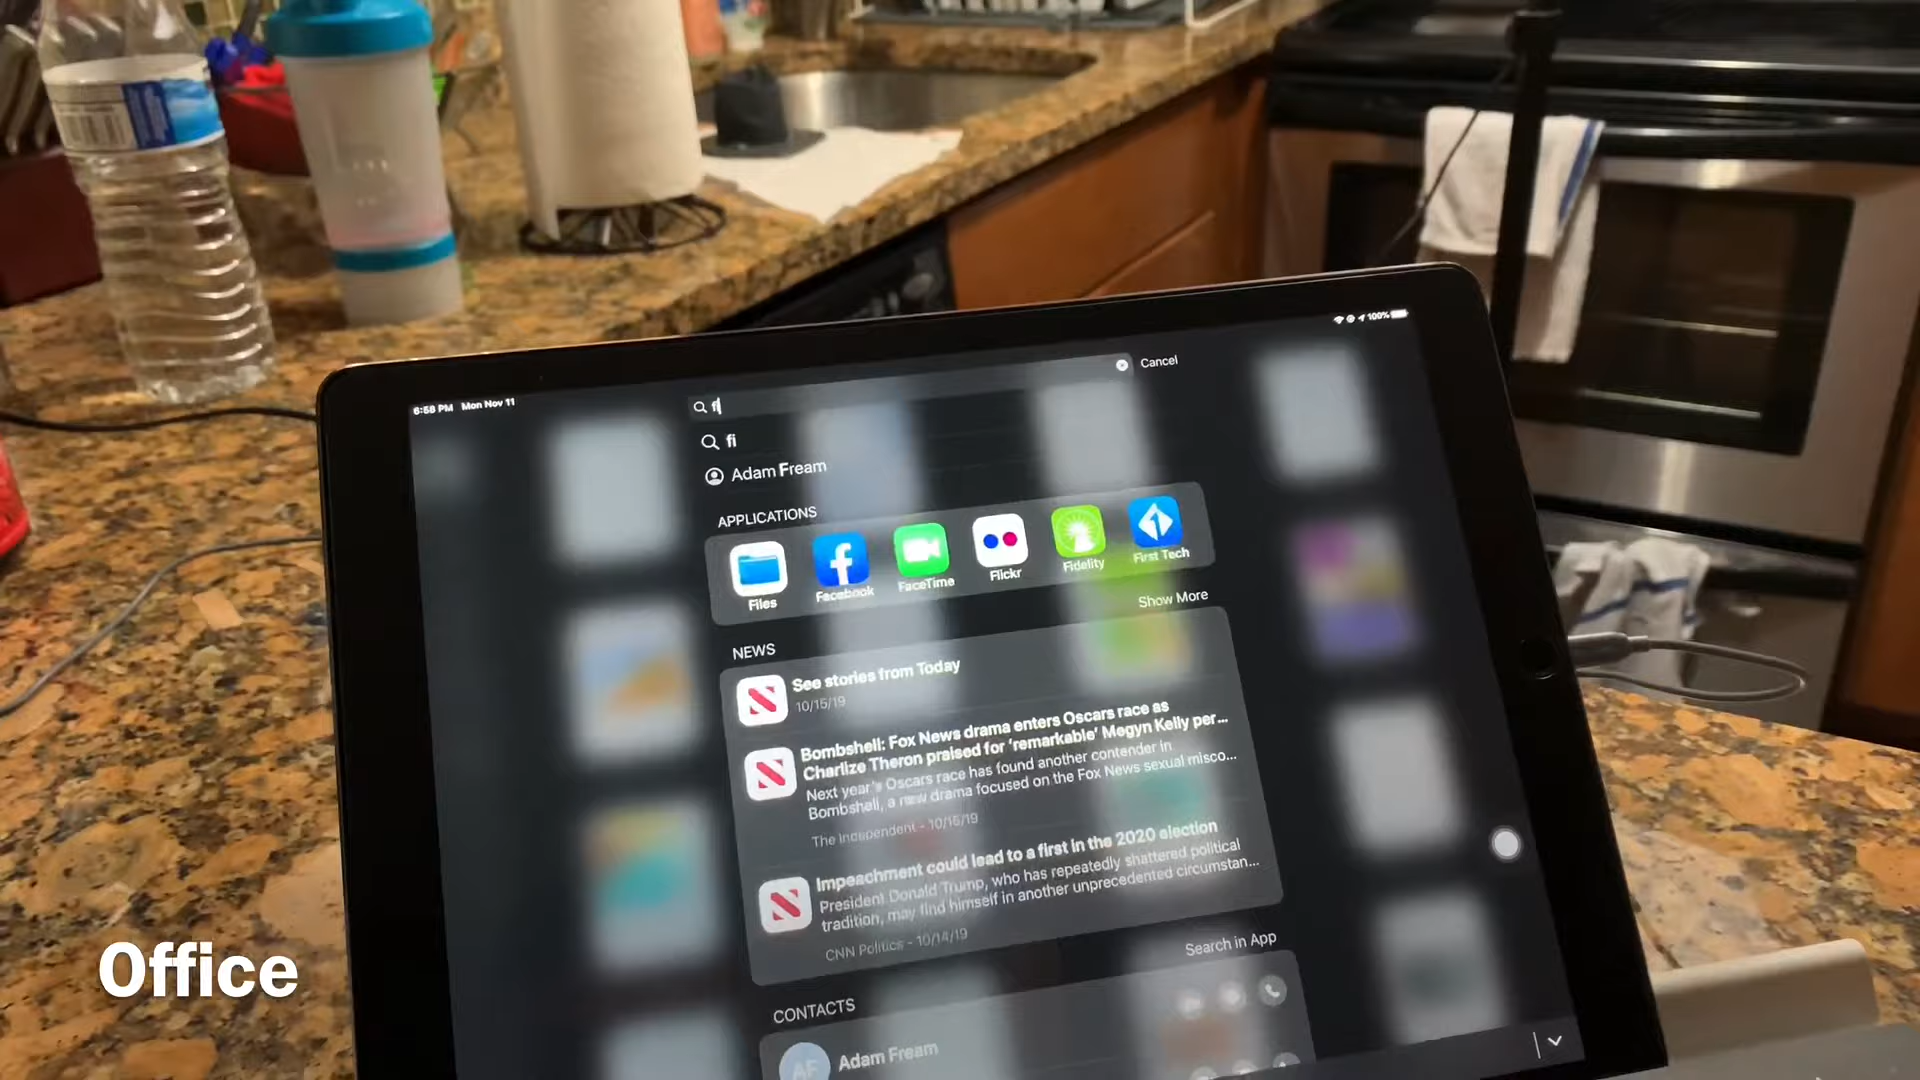 6:58 PM Mon Nov 11
100%
f
Cancel
fi
Adam Fream
APPLICATIONS
Files
Facebook
FaceTime
Flickr
Fidelity
First Tech
Show More
NEWS
See stories from Today
10/15/19
Bombshell: Fox News drama enters Oscars race as
Charlize Theron praised for 'remarkable' Megyn Kelly per...
Next year's Oscars race has found another contender in
Bombshell, a new drama focused on the Fox News sexual misco...
The Independent - 10/15/19
Impeachment could lead to a first in the 2020 election
President Donald Trump, who has repeatedly shattered political
tradition, may find himself in another unprecedented circumstan...
CNN Politics - 10/14/19
Search in App
CONTACTS
AF
Adam Fream
Office